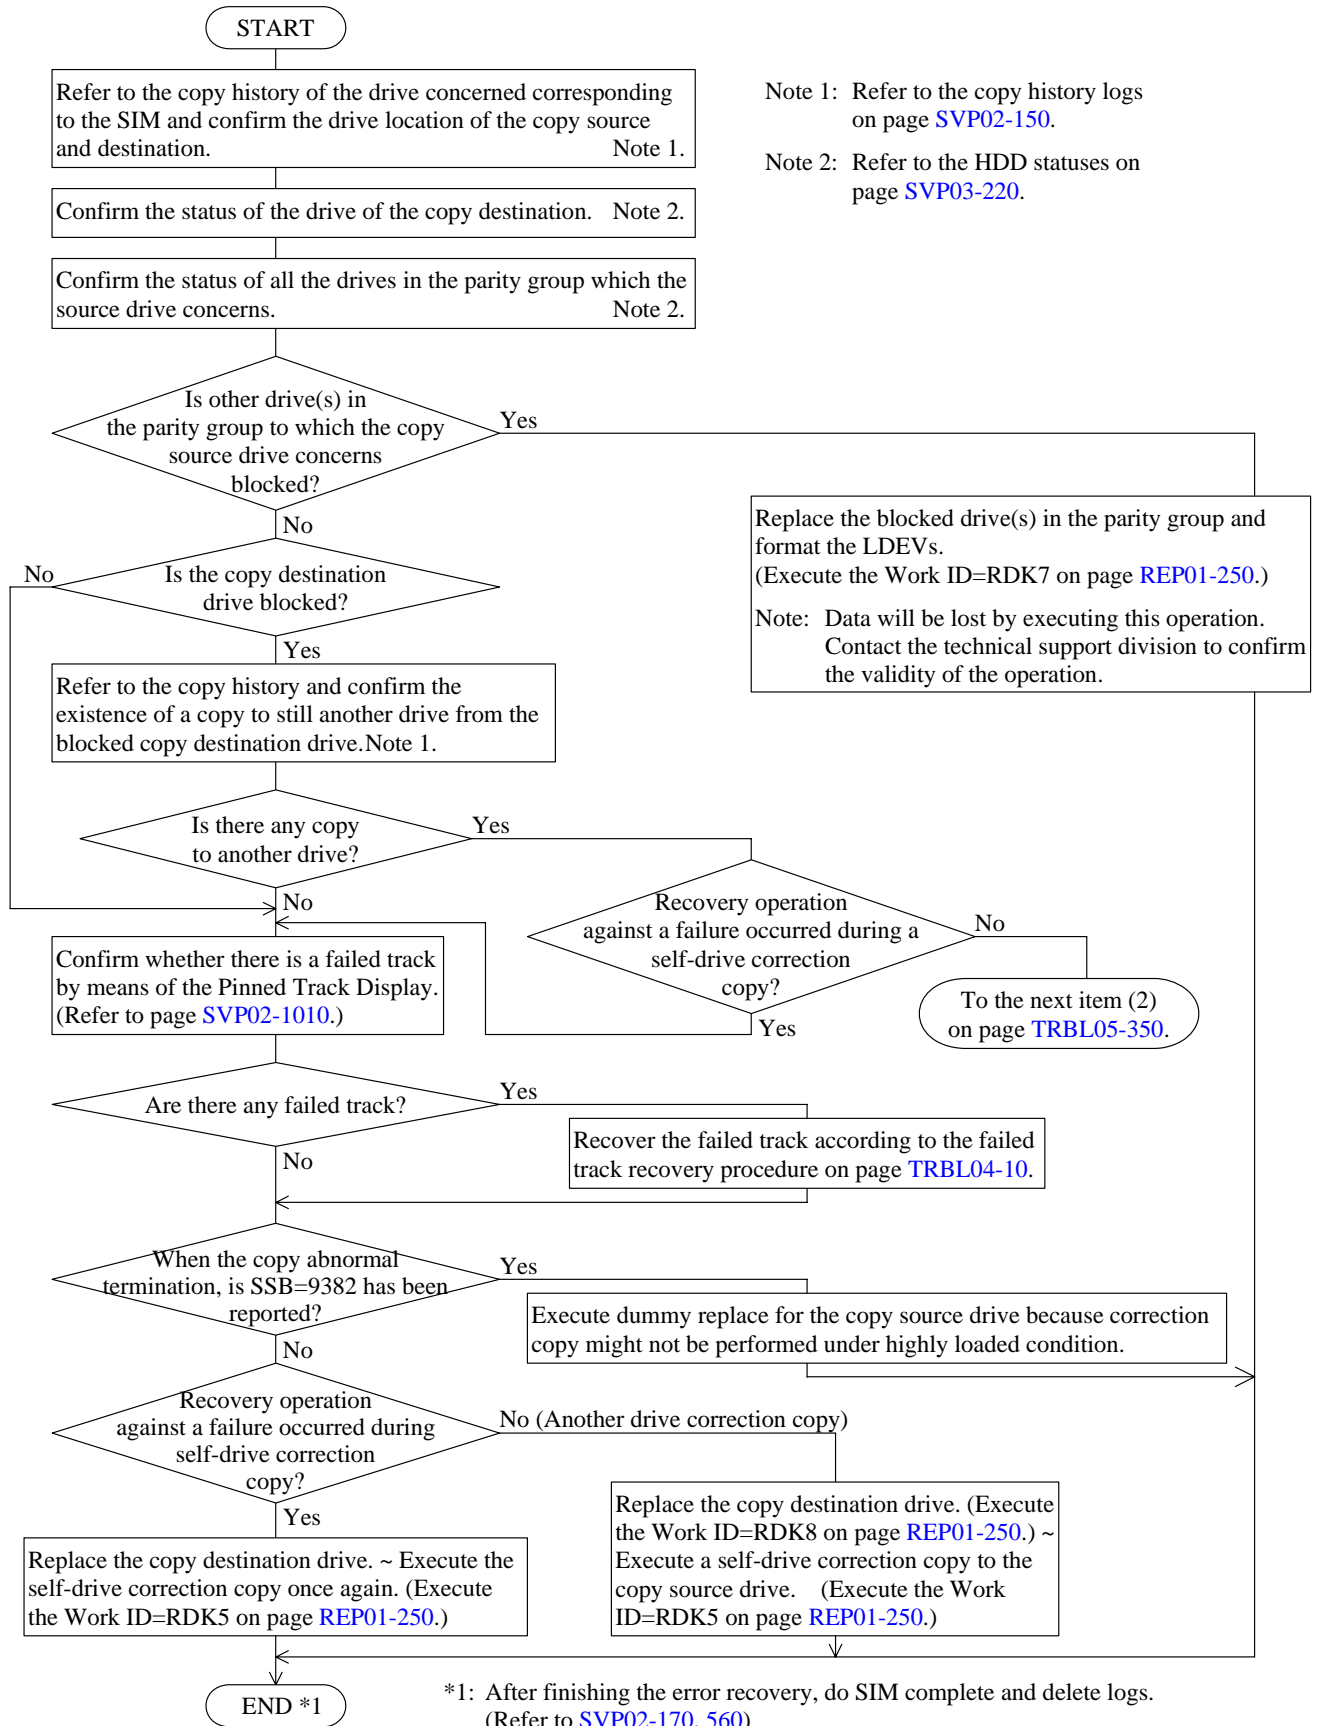 START
Refer to the copy history of the drive concerned corresponding
to the SIM and confirm the drive location of the copy source
and destination. Note 1.
Note 1: Refer to the copy history logs
on page SVP02-150.
Note 2: Refer to the HDD statuses on
page SVP03-220.
Confirm the status of the drive of the copy destination. Note 2.
Confirm the status of all the drives in the parity group which the
source drive concerns. Note 2.
Is other drive(s) in
the parity group to which the copy
source drive concerns
blocked?
Yes
No
Replace the blocked drive(s) in the parity group and
format the LDEVs.
(Execute the Work ID=RDK7 on page REP01-250.)
Note: Data will be lost by executing this operation.
Contact the technical support division to confirm
the validity of the operation.
Is the copy destination
drive blocked?
No
Yes
Refer to the copy history and confirm the
existence of a copy to still another drive from the
blocked copy destination drive.Note 1.
Is there any copy
to another drive?
Yes
No
Recovery operation
against a failure occurred during a
self-drive correction
copy?
No
Yes
To the next item (2)
on page TRBL05-350.
Confirm whether there is a failed track
by means of the Pinned Track Display.
(Refer to page SVP02-1010.)
Are there any failed track?
Yes
No
Recover the failed track according to the failed
track recovery procedure on page TRBL04-10.
When the copy abnormal
termination, is SSB=9382 has been
reported?
Yes
No
Execute dummy replace for the copy source drive because correction
copy might not be performed under highly loaded condition.
Recovery operation
against a failure occurred during
self-drive correction
copy?
No (Another drive correction copy)
Yes
Replace the copy destination drive. (Execute
the Work ID=RDK8 on page REP01-250.) ~
Execute a self-drive correction copy to the
copy source drive. (Execute the Work
ID=RDK5 on page REP01-250.)
Replace the copy destination drive. ~ Execute the
self-drive correction copy once again. (Execute
the Work ID=RDK5 on page REP01-250.)
END *1
*1: After finishing the error recovery, do SIM complete and delete logs.
(Refer to SVP02-170, 560)